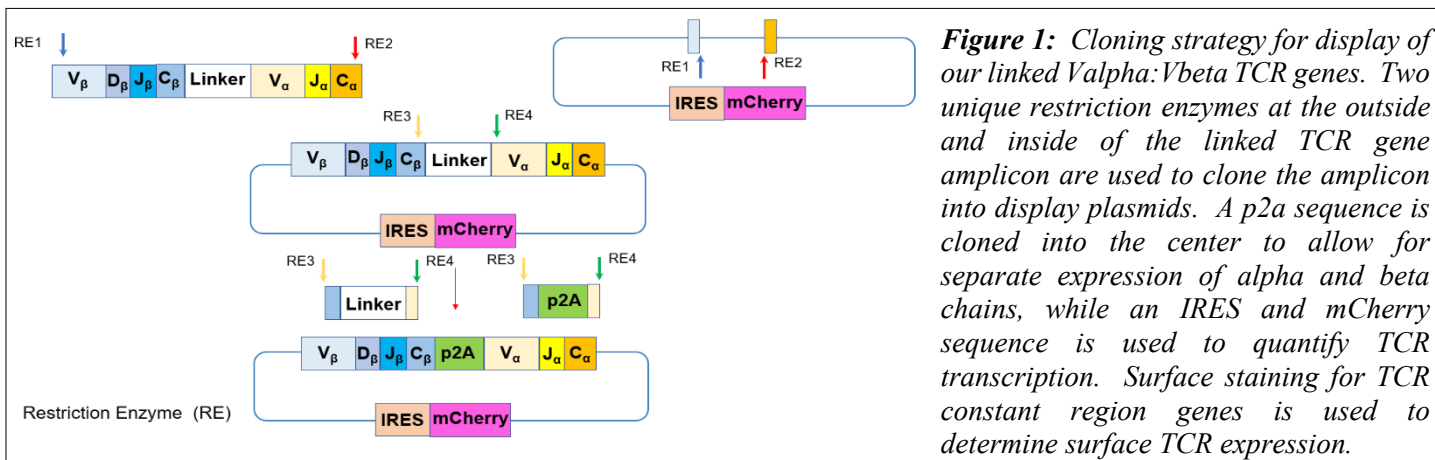 RE1
RE2
Vβ Dβ Jβ Cβ Linker Vα Jα Cα
RE1
RE2
IRES mCherry
RE3
RE4
Vβ Dβ Jβ Cβ Linker Vα Jα Cα
IRES mCherry
RE3 RE4 RE3 RE4
Linker
p2A
Vβ Dβ Jβ Cβ p2A Vα Jα Cα
IRES mCherry
Restriction Enzyme (RE)
Figure 1: Cloning strategy for display of
our linked Valpha:Vbeta TCR genes. Two
unique restriction enzymes at the outside
and inside of the linked TCR gene
amplicon are used to clone the amplicon
into display plasmids. A p2a sequence is
cloned into the center to allow for
separate expression of alpha and beta
chains, while an IRES and mCherry
sequence is used to quantify TCR
transcription. Surface staining for TCR
constant region genes is used to
determine surface TCR expression.